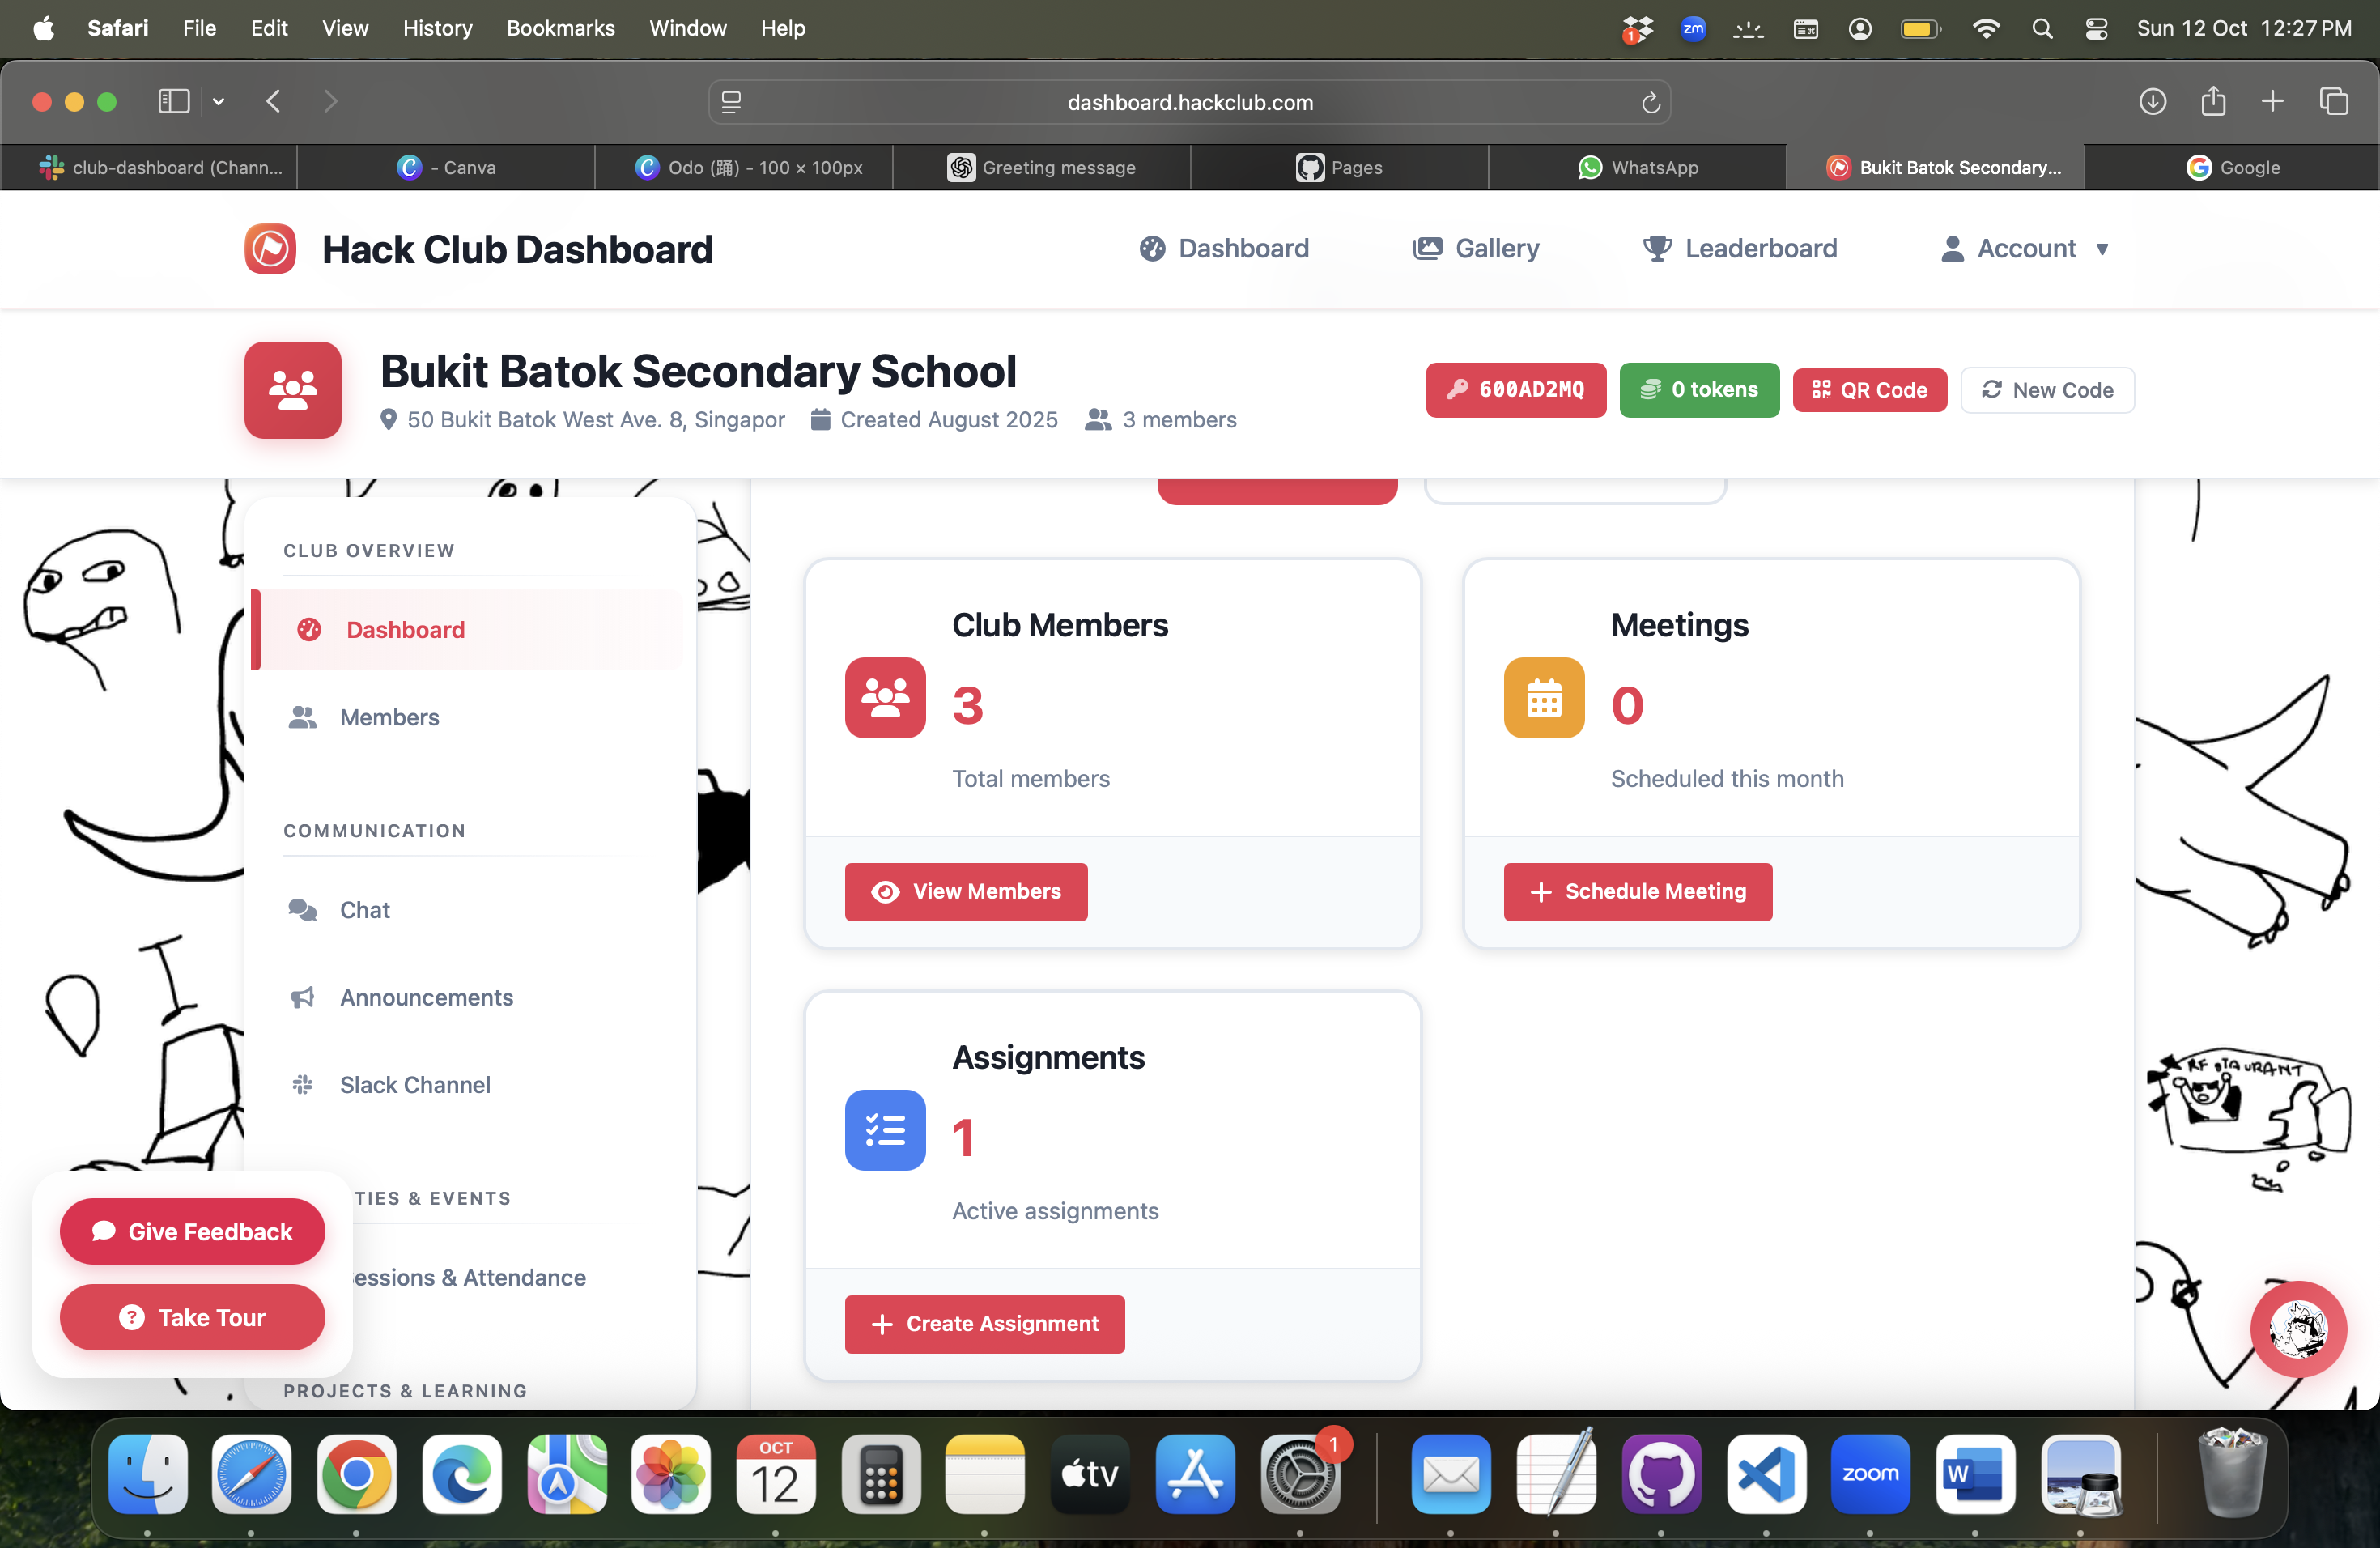 Safari File Edit View History Bookmarks Window Help 1 zm Sun 12 Oct 12:27 PM
dashboard.hackclub.com
club-dashboard (Chann... - Canva Odo (踊) - 100 × 100px Greeting message Pages WhatsApp Bukit Batok Secondary... Google
Hack Club Dashboard Dashboard Gallery Leaderboard Account ▼
Bukit Batok Secondary School
50 Bukit Batok West Ave. 8, Singapor Created August 2025 3 members
600AD2MQ 0 tokens QR Code New Code
CLUB OVERVIEW
Dashboard
Members
COMMUNICATION
Chat
Announcements
Slack Channel
TIES & EVENTS
essions & Attendance
PROJECTS & LEARNING
Give Feedback
Take Tour
Club Members
3
Total members
View Members
Meetings
0
Scheduled this month
Schedule Meeting
Assignments
1
Active assignments
Create Assignment
OCT
12
tv
1
zoom
W